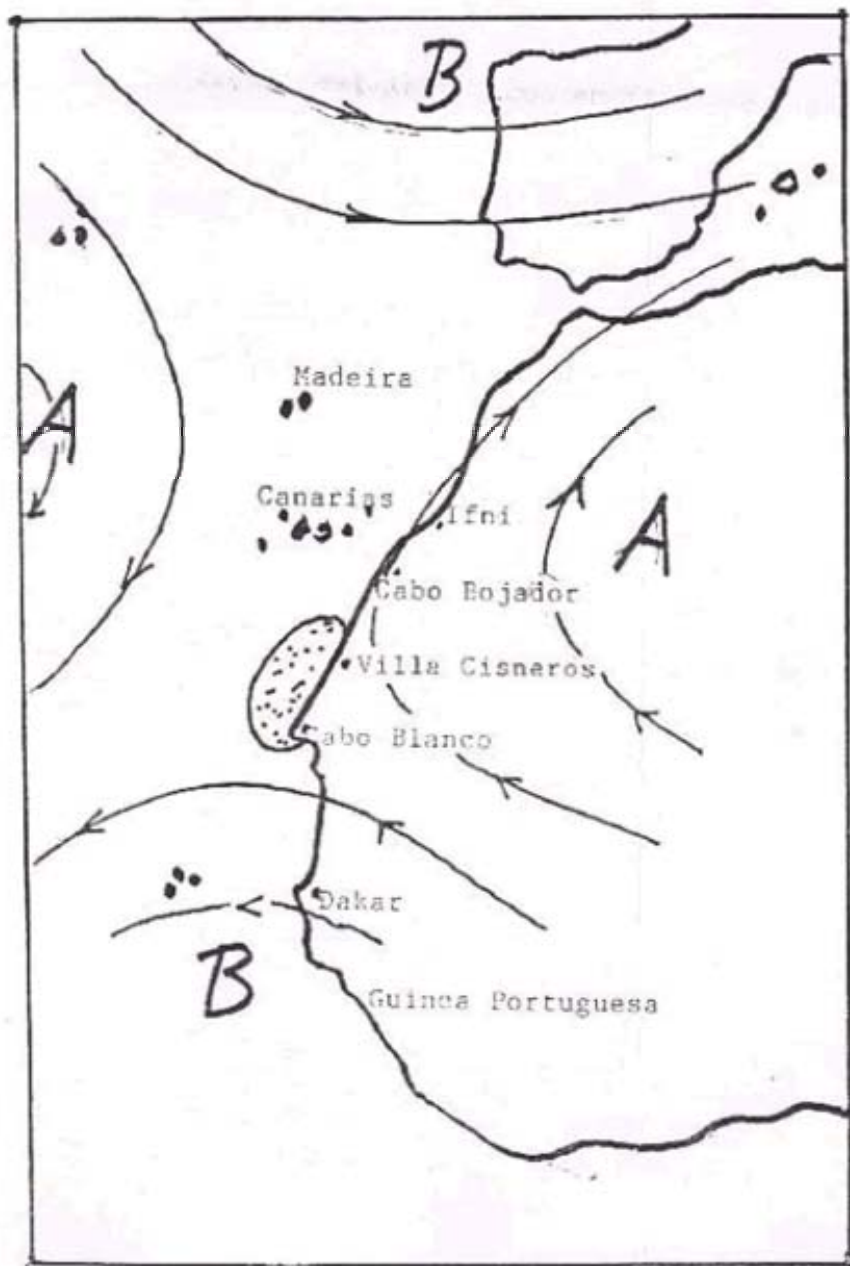 B
Madeira
A
Canarias
Ifni
A
Cabo Bojador
Villa Cisneros
Cabo Blanco
Dakar
B
Guinea Portuguesa